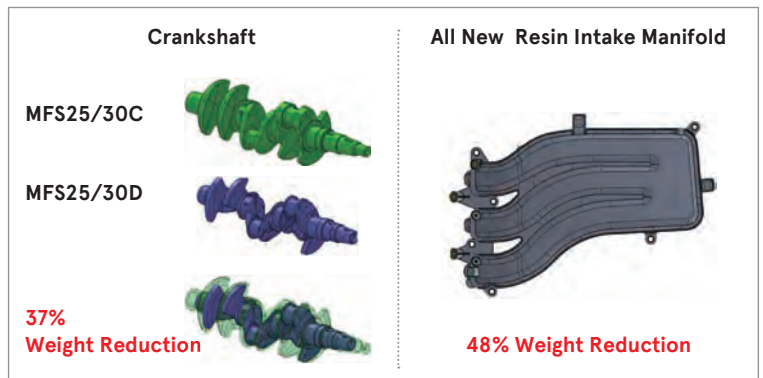 Crankshaft
MFS25/30C
MFS25/30D
37%
Weight Reduction
All New Resin Intake Manifold
48% Weight Reduction